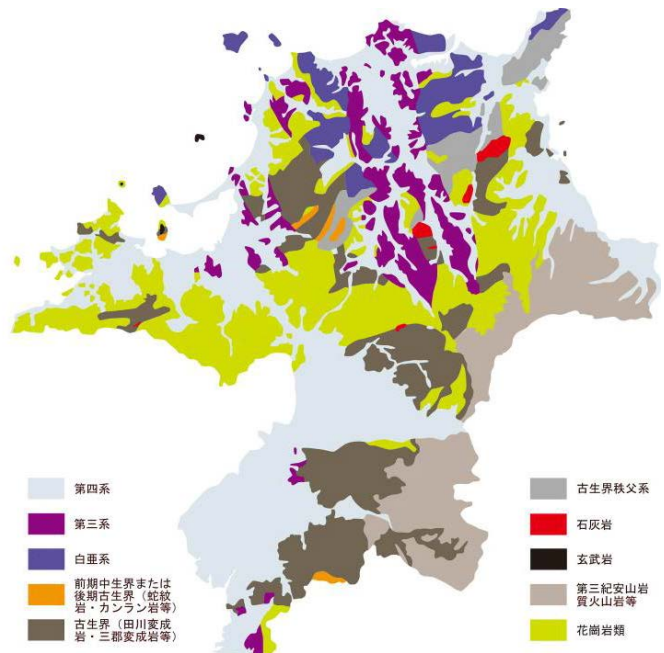 第四系
第三系
白亜系
前期中生界または
後期古生界（蛇紋
岩・カンラン岩等）
古生界（田川変成
岩・三郡変成岩等）
古生界秩父系
石灰岩
玄武岩
第三紀安山岩
質火山岩等
花崗岩類